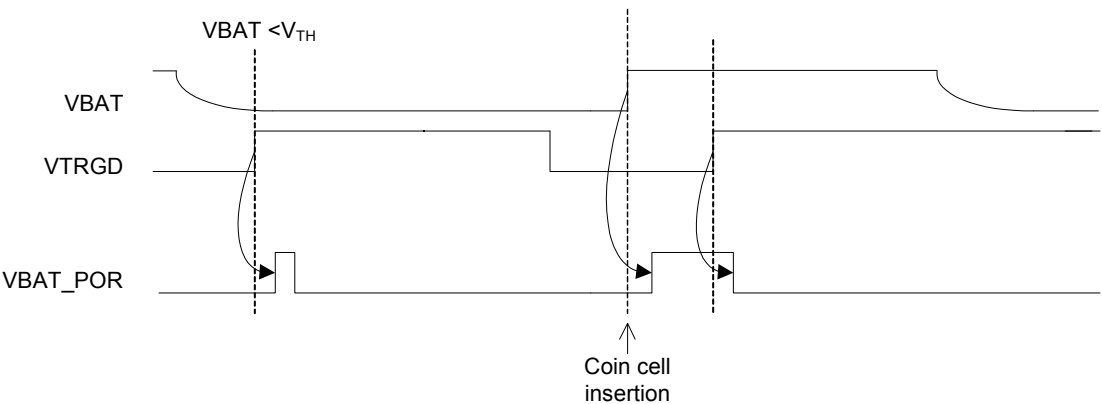 VBAT <VTH
VBAT
VTRGD
VBAT_POR
Coin cell
insertion